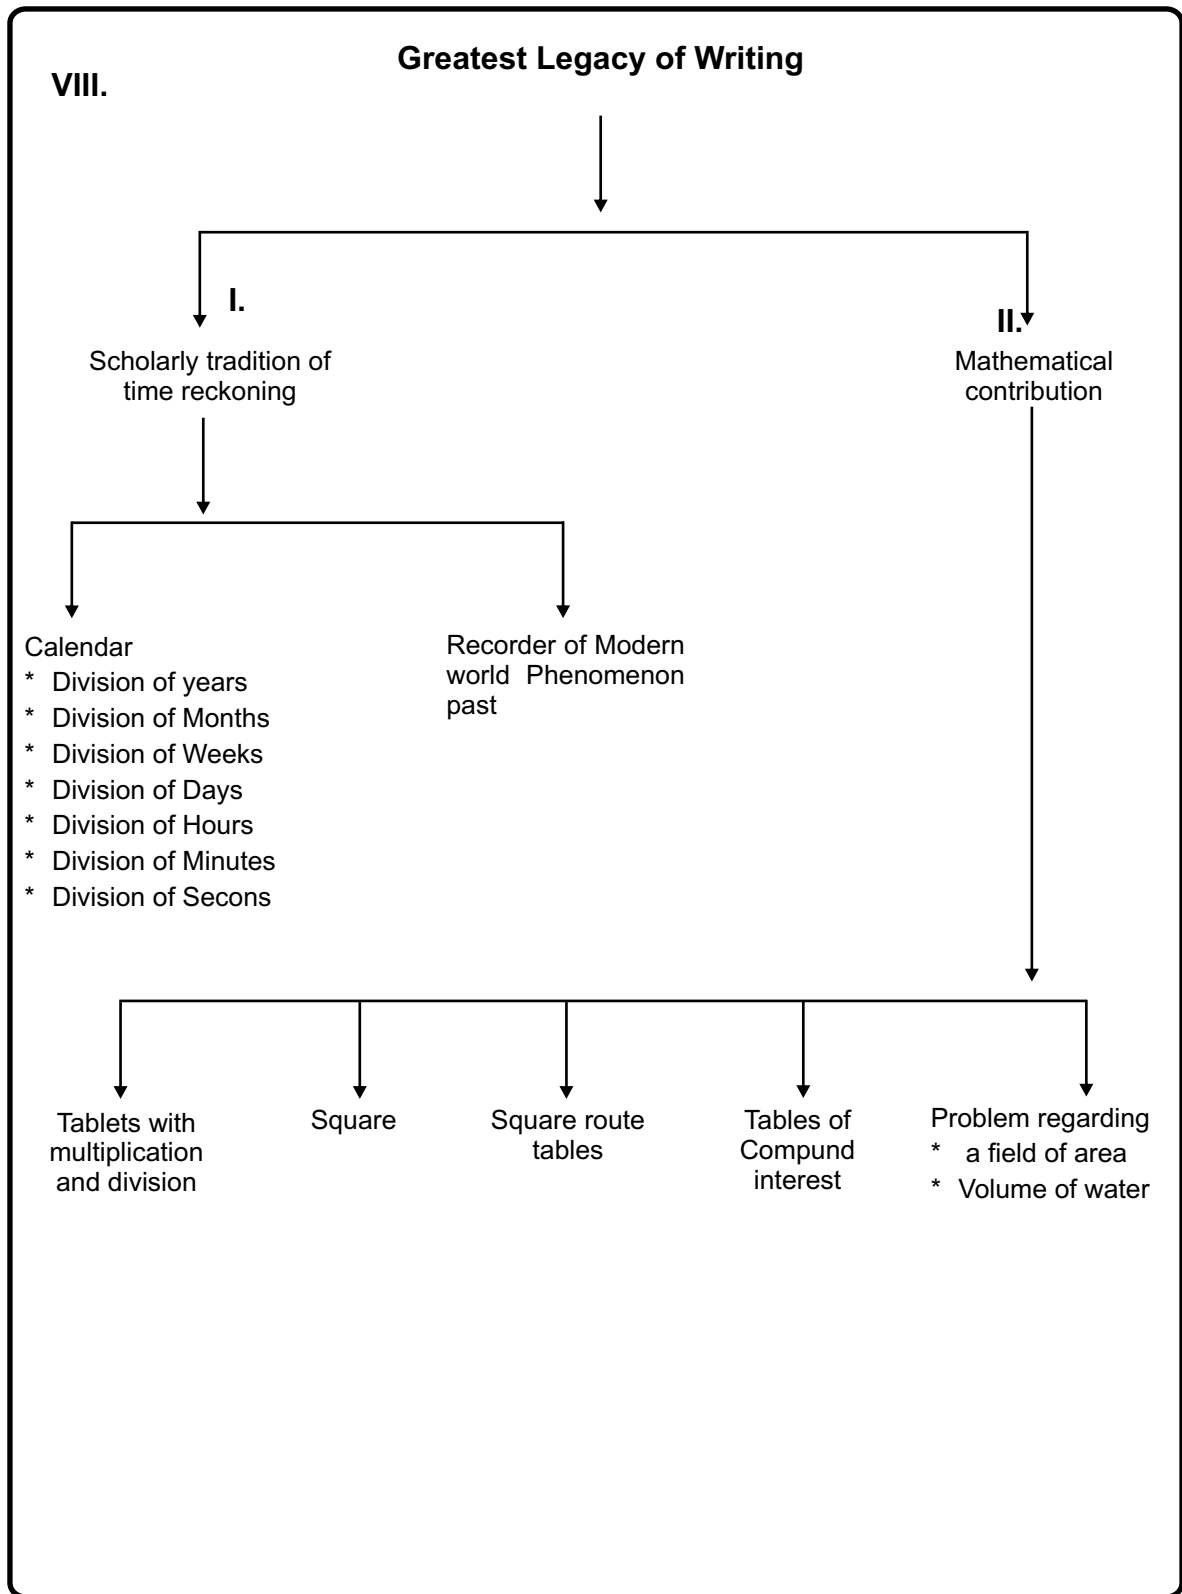 Greatest Legacy of Writing
VIII.
I.
Scholarly tradition of
time reckoning
II.
Mathematical
contribution
Calendar
* Division of years
* Division of Months
* Division of Weeks
* Division of Days
* Division of Hours
* Division of Minutes
* Division of Secons
Recorder of Modern
world Phenomenon
past
Tablets with
multiplication
and division
Square
Square route
tables
Tables of
Compund
interest
Problem regarding
* a field of area
* Volume of water